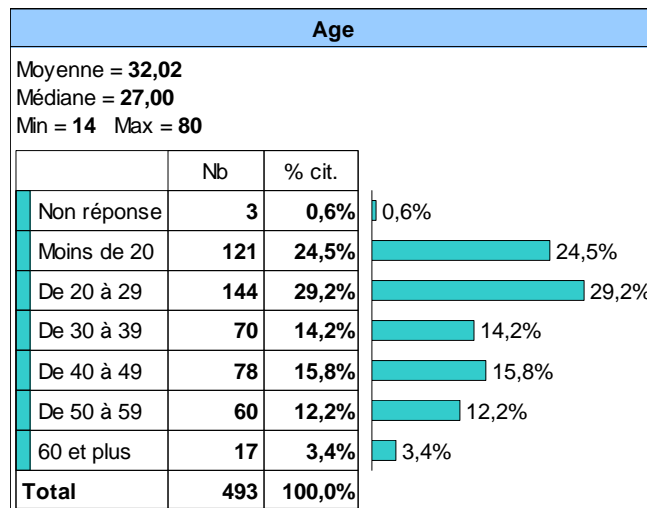 Age
Moyenne = 32,02
Médiane = 27,00
Min = 14 Max = 80
Nb % cit.
Non réponse 3 0,6% 0,6%
Moins de 20 121 24,5% 24,5%
De 20 à 29 144 29,2% 29,2%
De 30 à 39 70 14,2% 14,2%
De 40 à 49 78 15,8% 15,8%
De 50 à 59 60 12,2% 12,2%
60 et plus 17 3,4% 3,4%
Total 493 100,0%